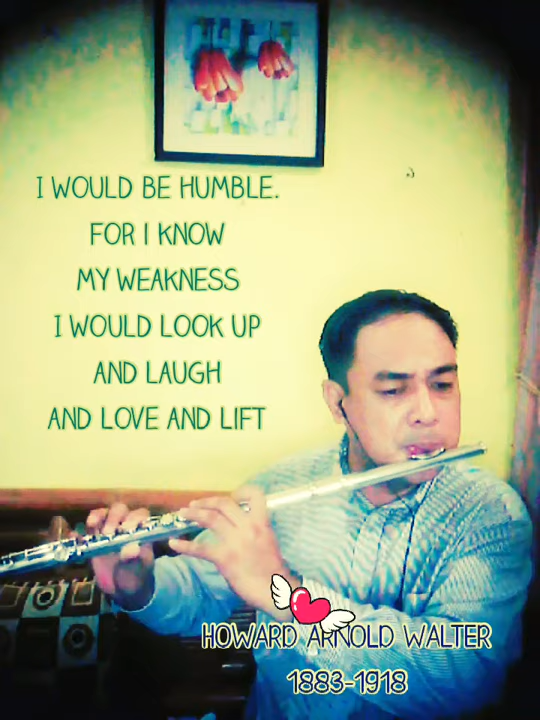 I WOULD BE HUMBLE.
FOR I KNOW
MY WEAKNESS
I WOULD LOOK UP
AND LAUGH
AND LOVE AND LIFT
HOWARD ARNOLD WALTER
1883-1918